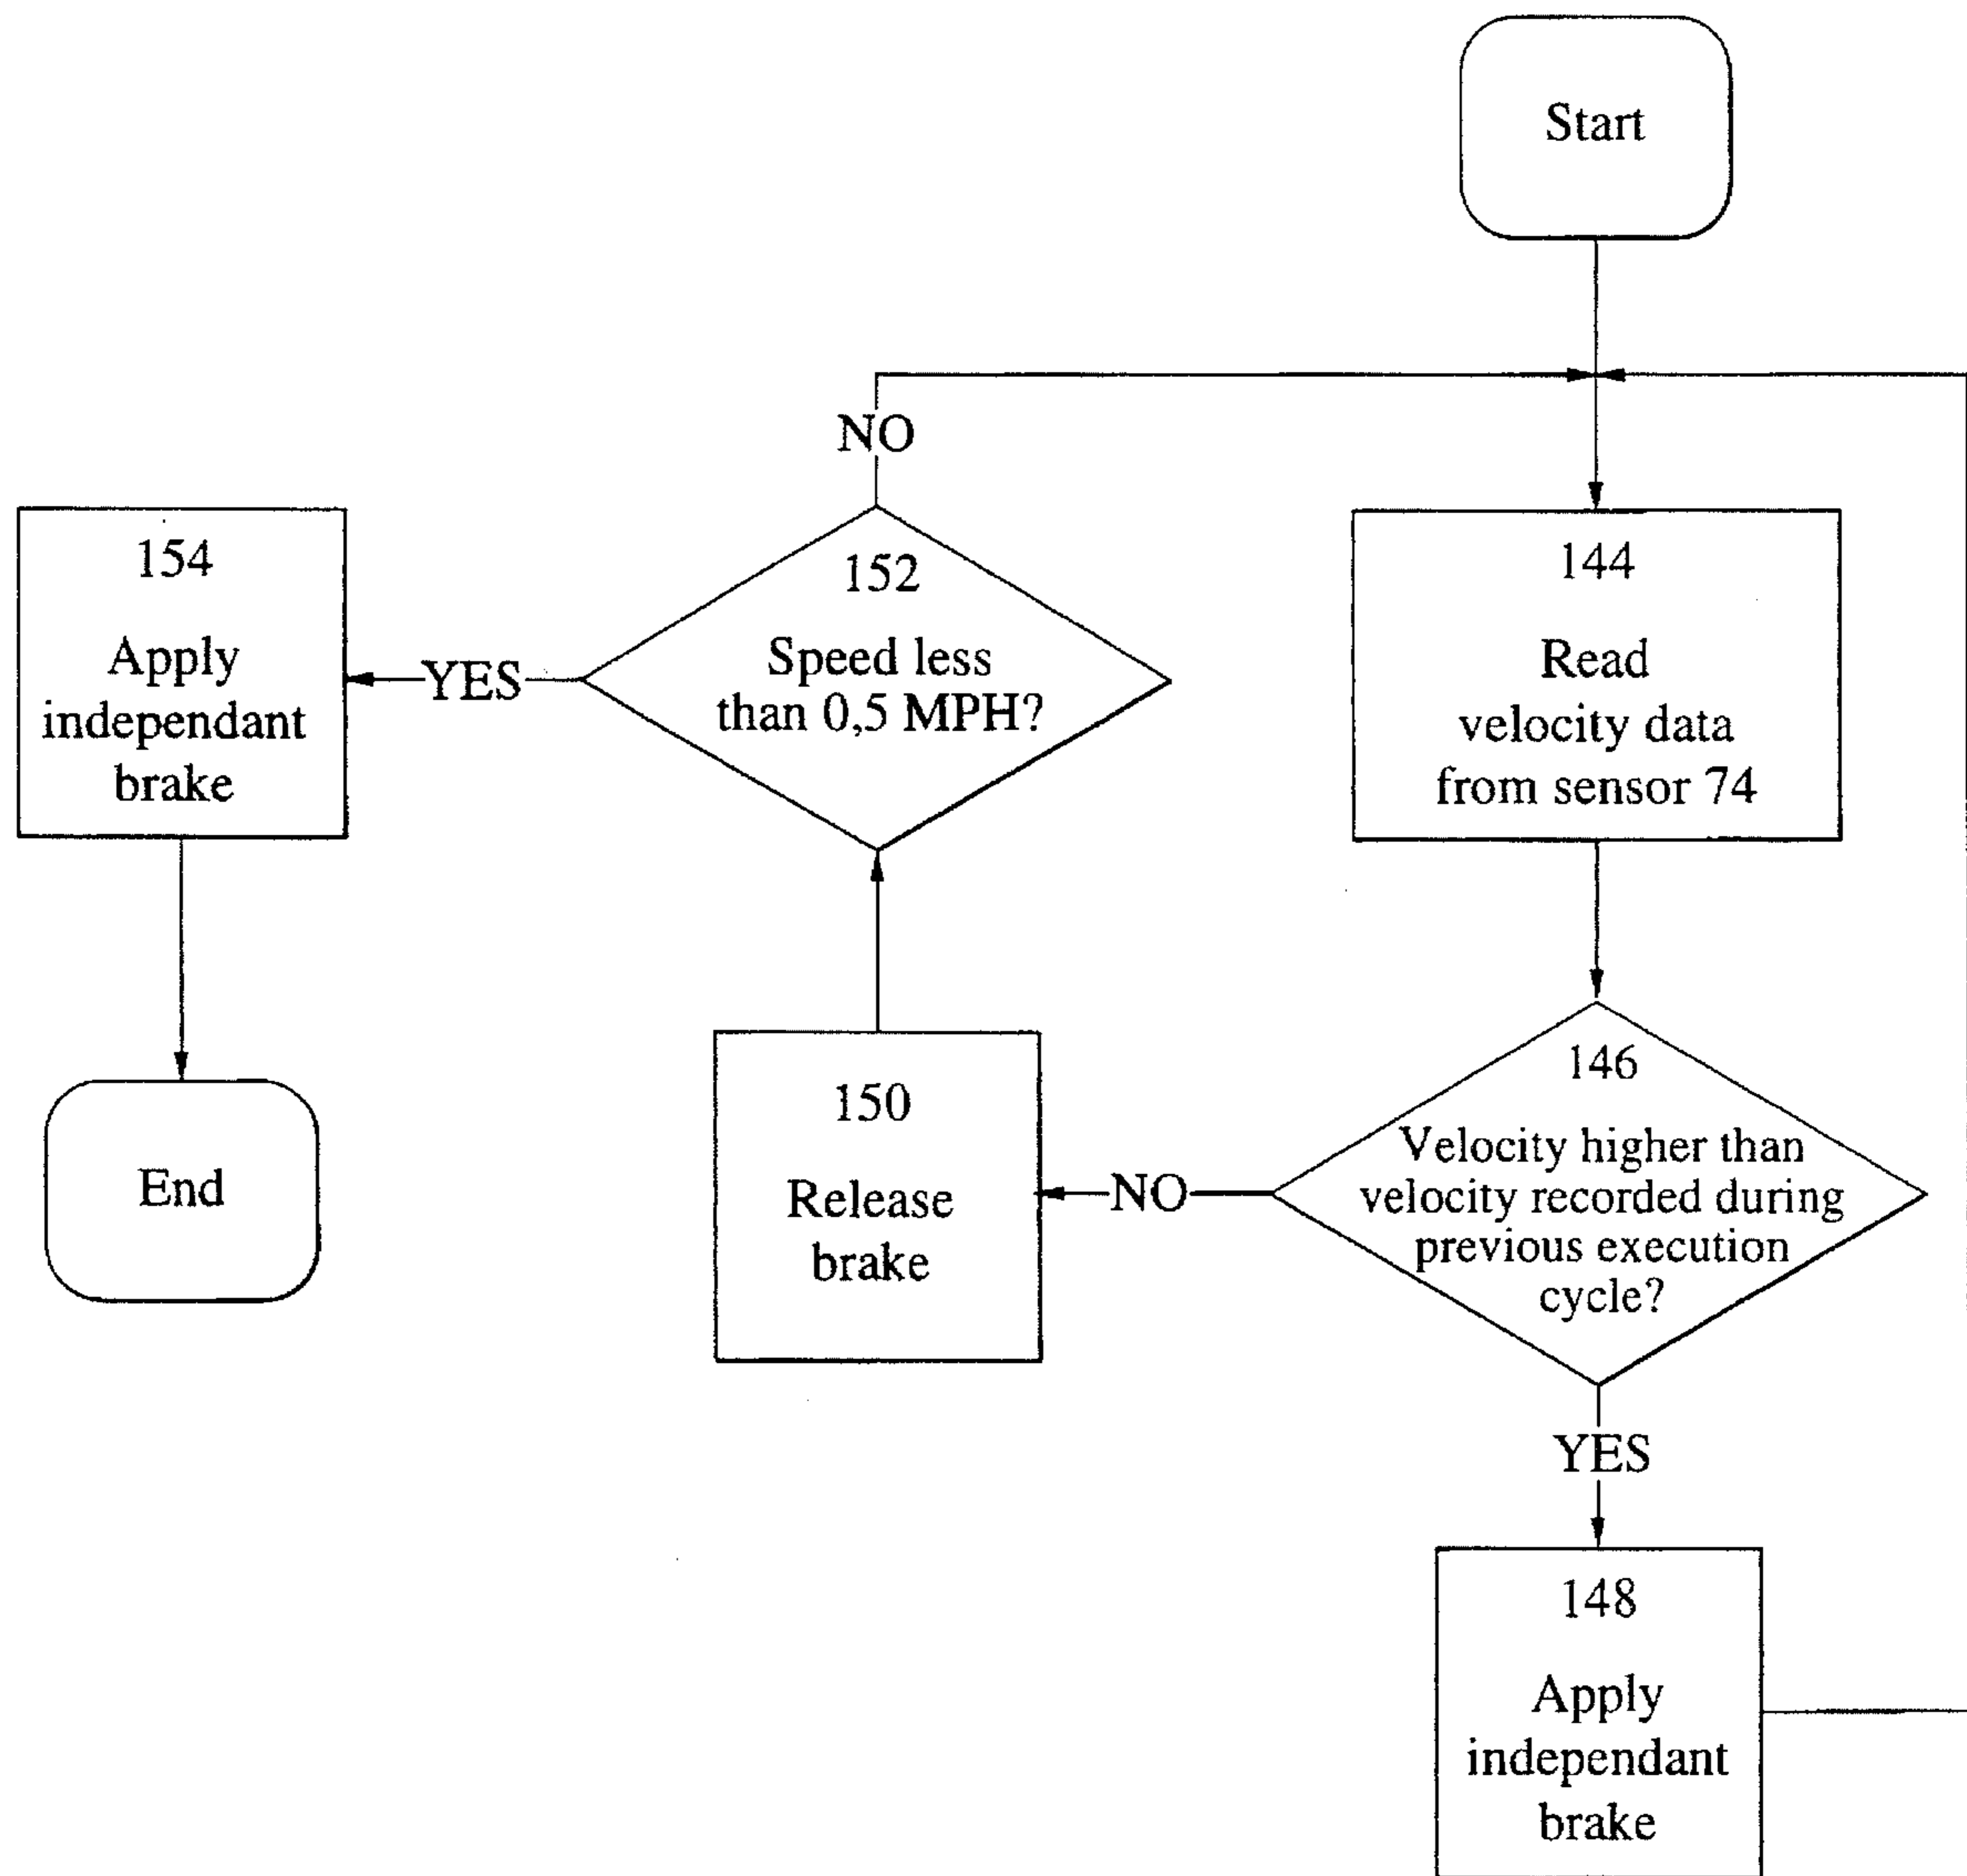 Start
144
Read
velocity data
from sensor 74
146
Velocity higher than
velocity recorded during
previous execution
cycle?
YES
148
Apply
independant
brake
NO
150
Release
brake
152
Speed less
than 0,5 MPH?
NO
YES
154
Apply
independant
brake
End